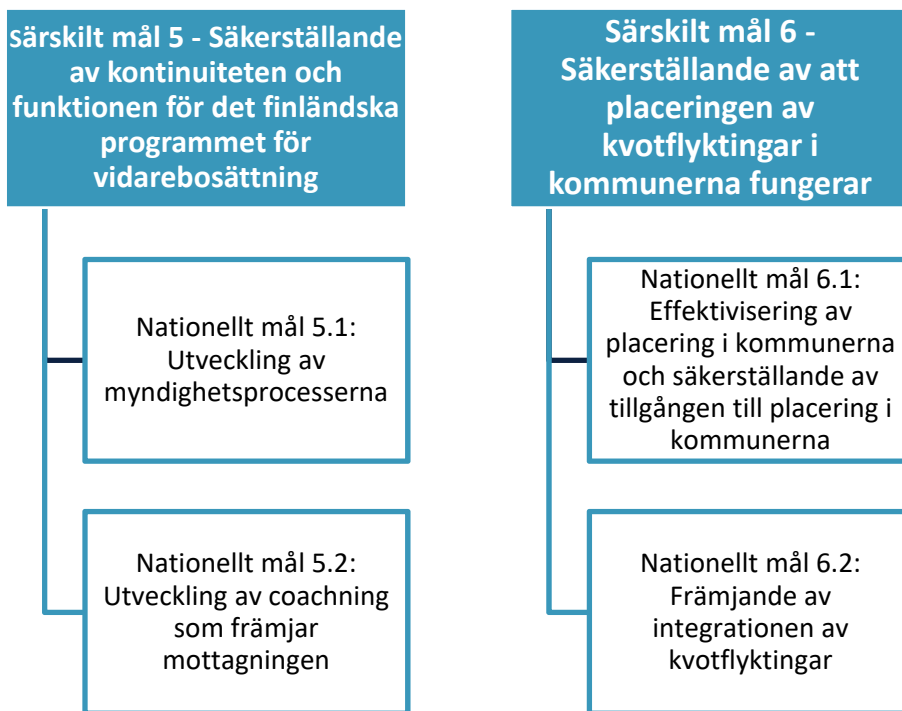 särskilt mål 5 - Säkerställande
av kontinuiteten och
funktionen för det finländska
programmet för
vidarebosättning
Nationellt mål 5.1:
Utveckling av
myndighetsprocesserna
Nationellt mål 5.2:
Utveckling av coachning
som främjar
mottagningen
Särskilt mål 6 -
Säkerställande av att
placeringen av
kvotflyktingar i
kommunerna fungerar
Nationellt mål 6.1:
Effektivisering av
placering i kommunerna
och säkerställande av
tillgången till placering i
kommunerna
Nationellt mål 6.2:
Främjande av
integrationen av
kvotflyktingar